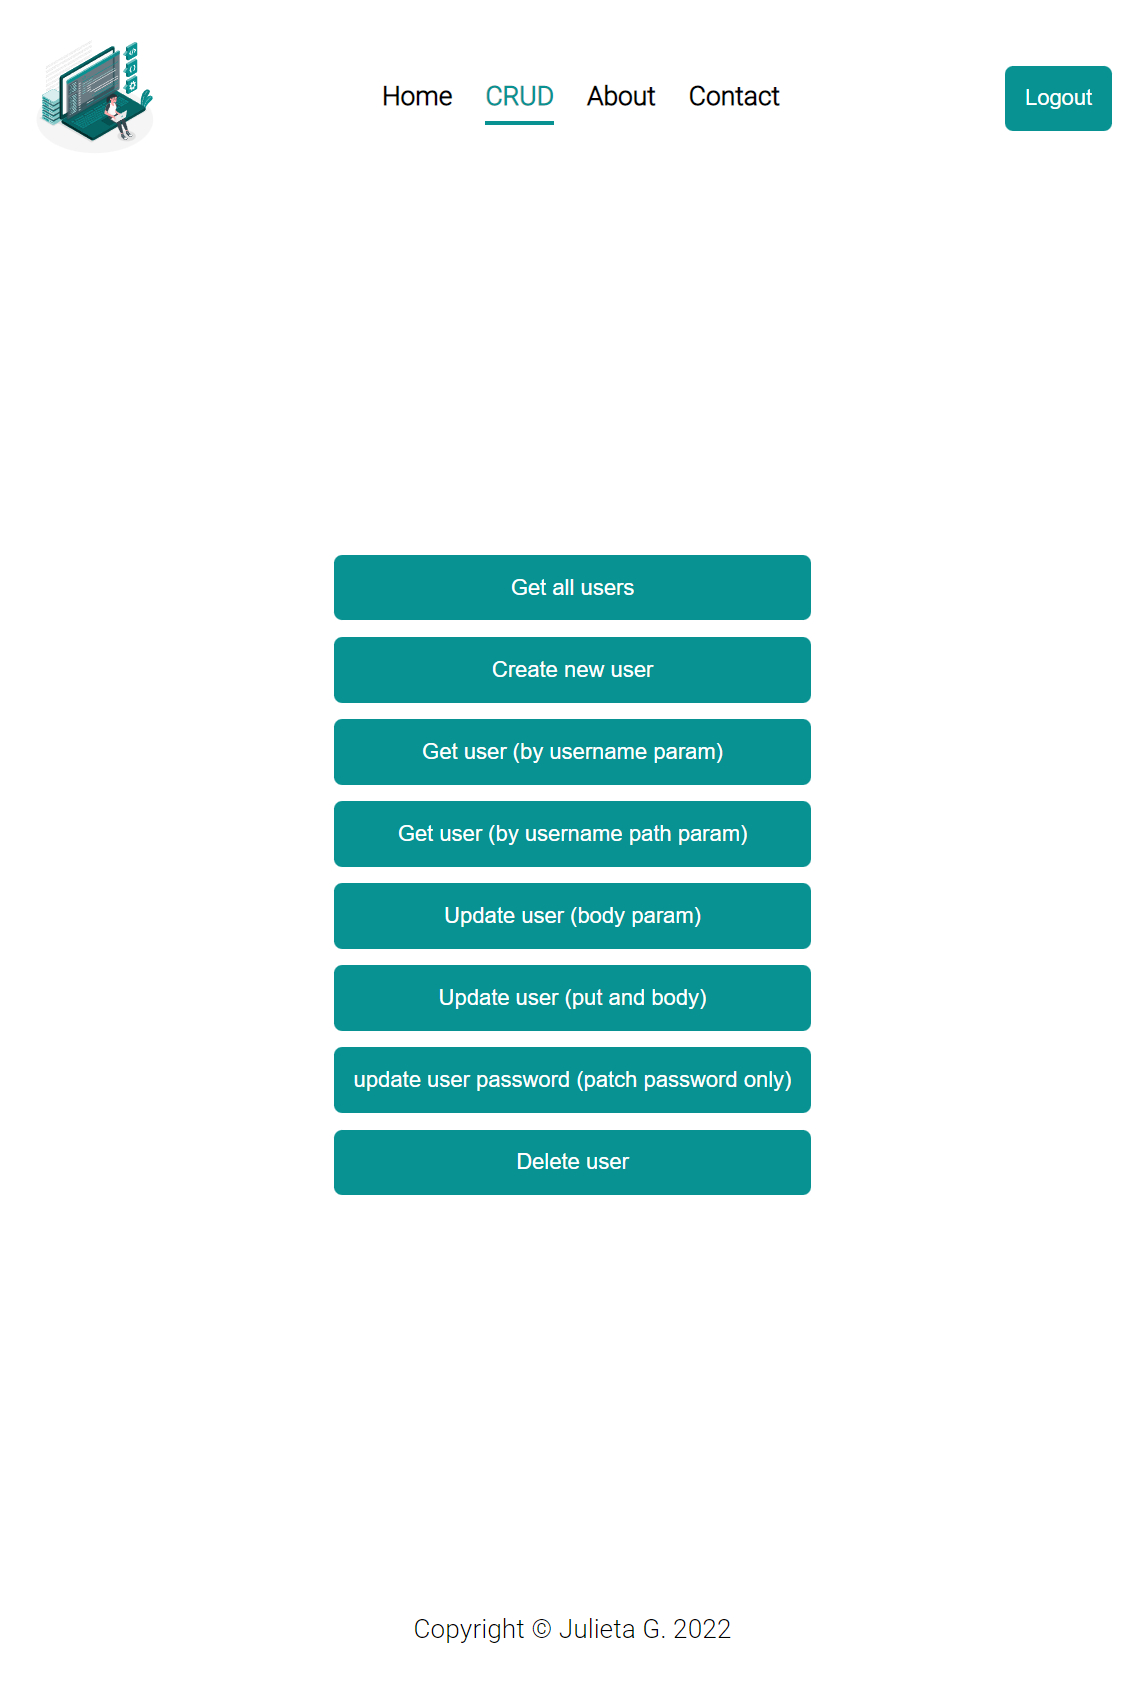 Home CRUD About Contact Logout
Get all users
Create new user
Get user (by username param)
Get user (by username path param)
Update user (body param)
Update user (put and body)
update user password (patch password only)
Delete user
Copyright © Julieta G. 2022